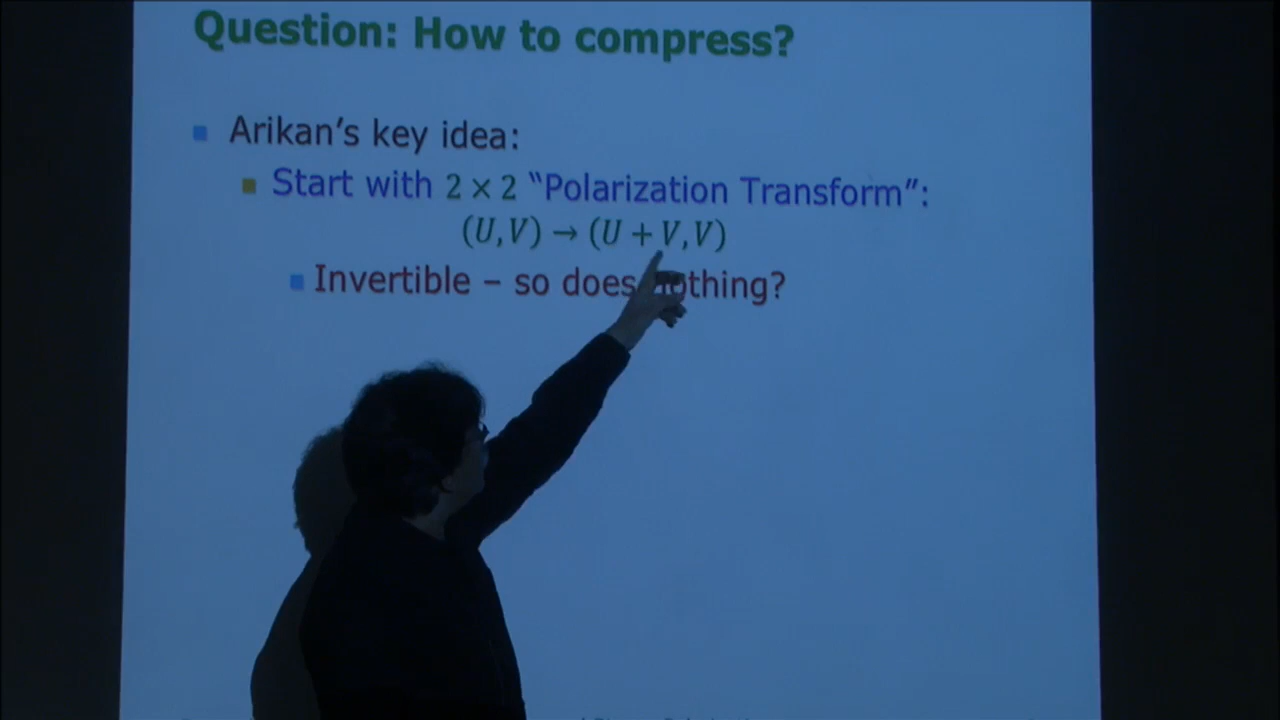 Question: How to compress?
Arikan's key idea:
Start with 2 × 2 "Polarization Transform":
(U, V) → (U + V, V)
Invertible – so does nothing?